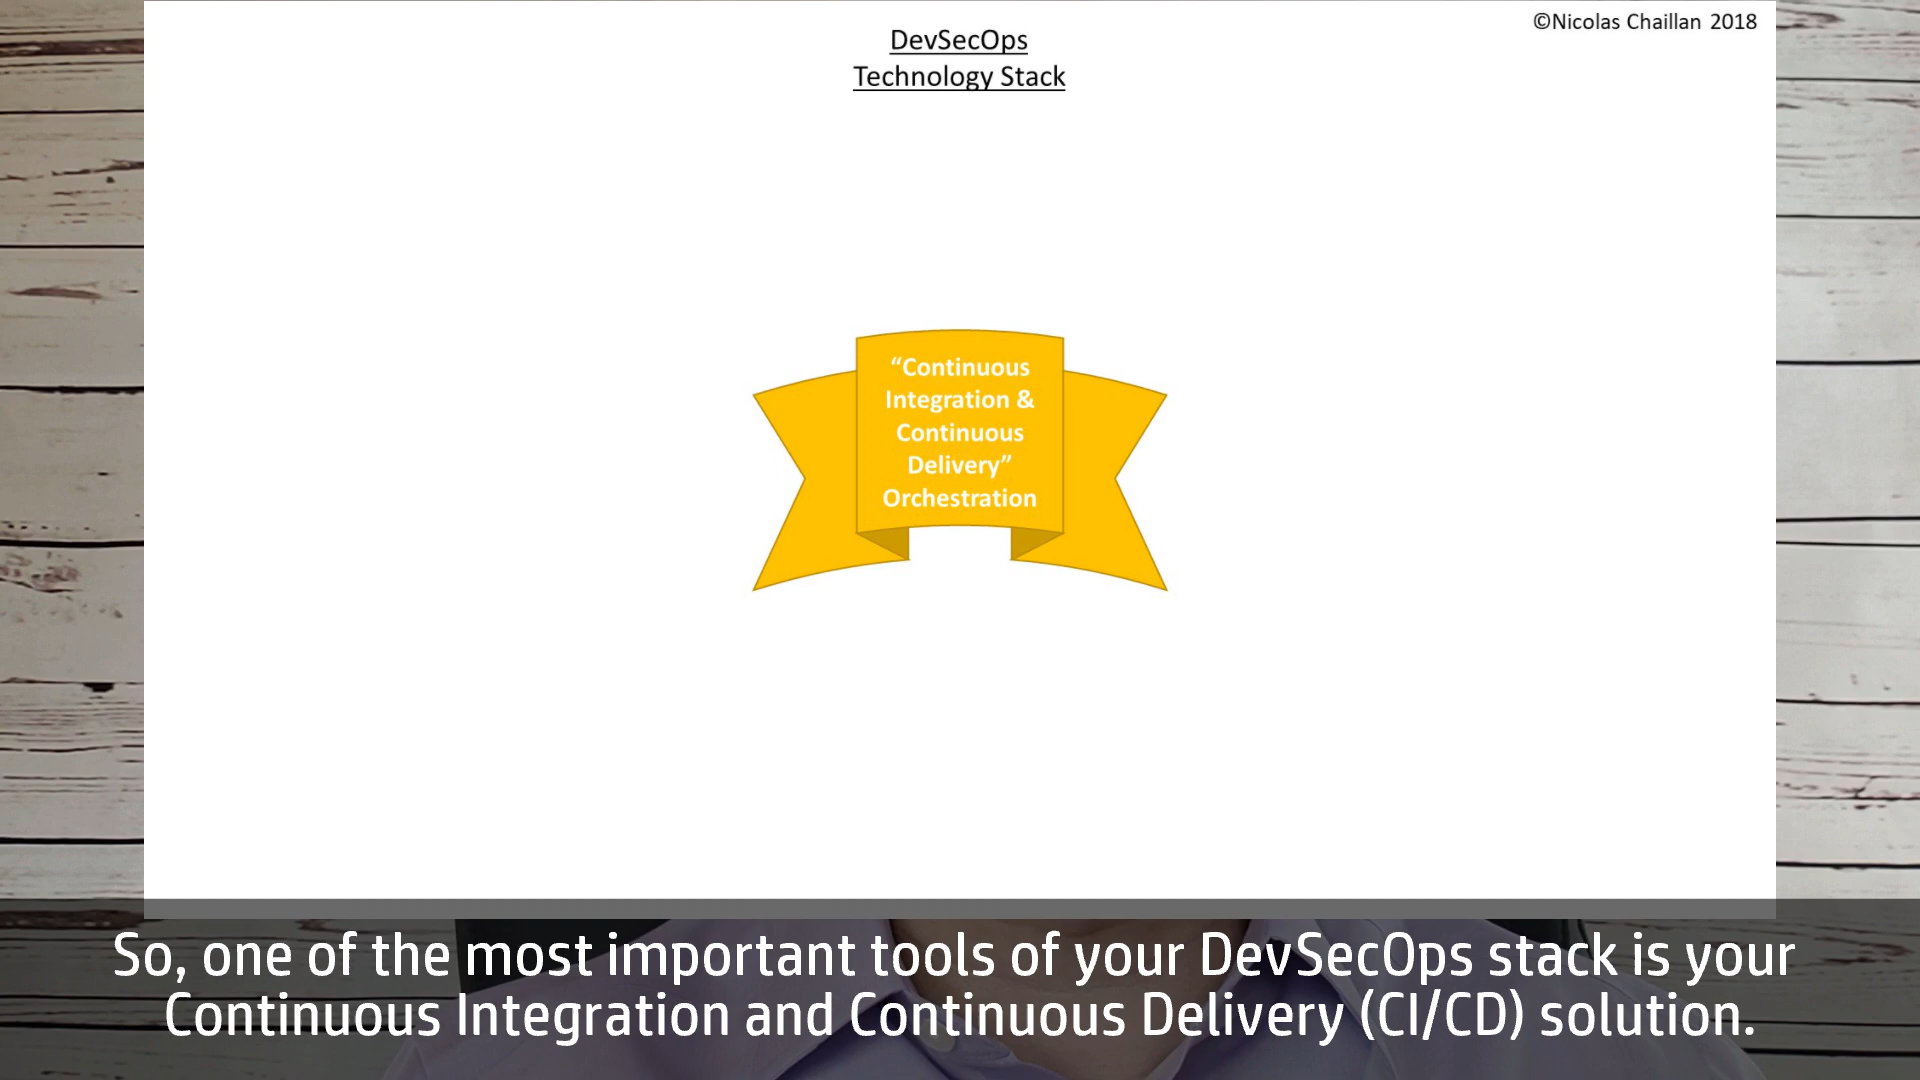 ©Nicolas Chaillan 2018
DevSecOps
Technology Stack
“Continuous
Integration &
Continuous
Delivery”
Orchestration
So, one of the most important tools of your DevSecOps stack is your
Continuous Integration and Continuous Delivery (CI/CD) solution.